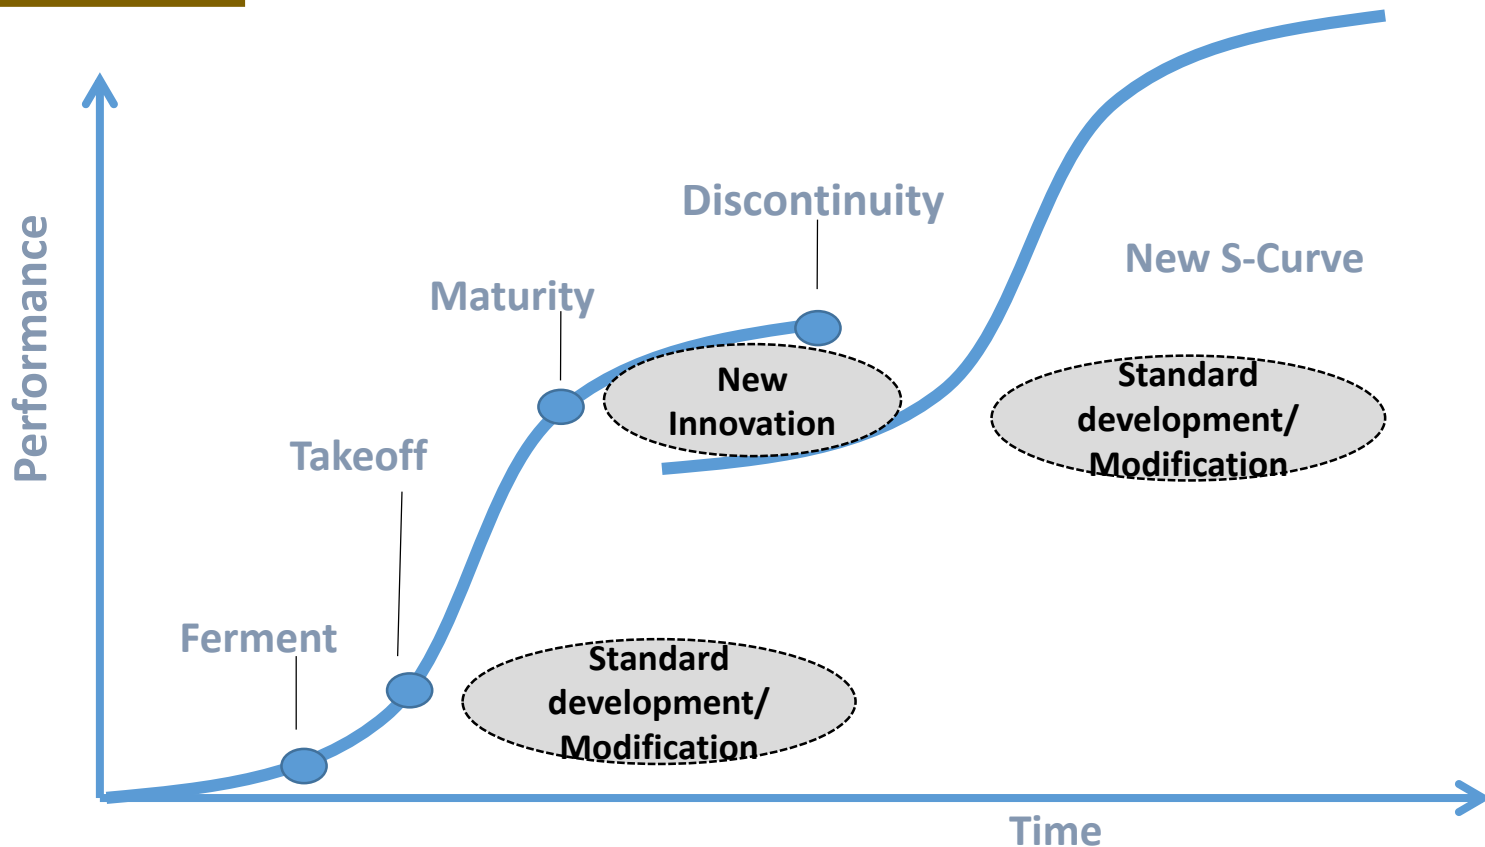 Discontinuity
Performance
New S-Curve
Maturity
New
Innovation
Standard
development/
Modification
Takeoff
Ferment
Standard
development/
Modification
Time